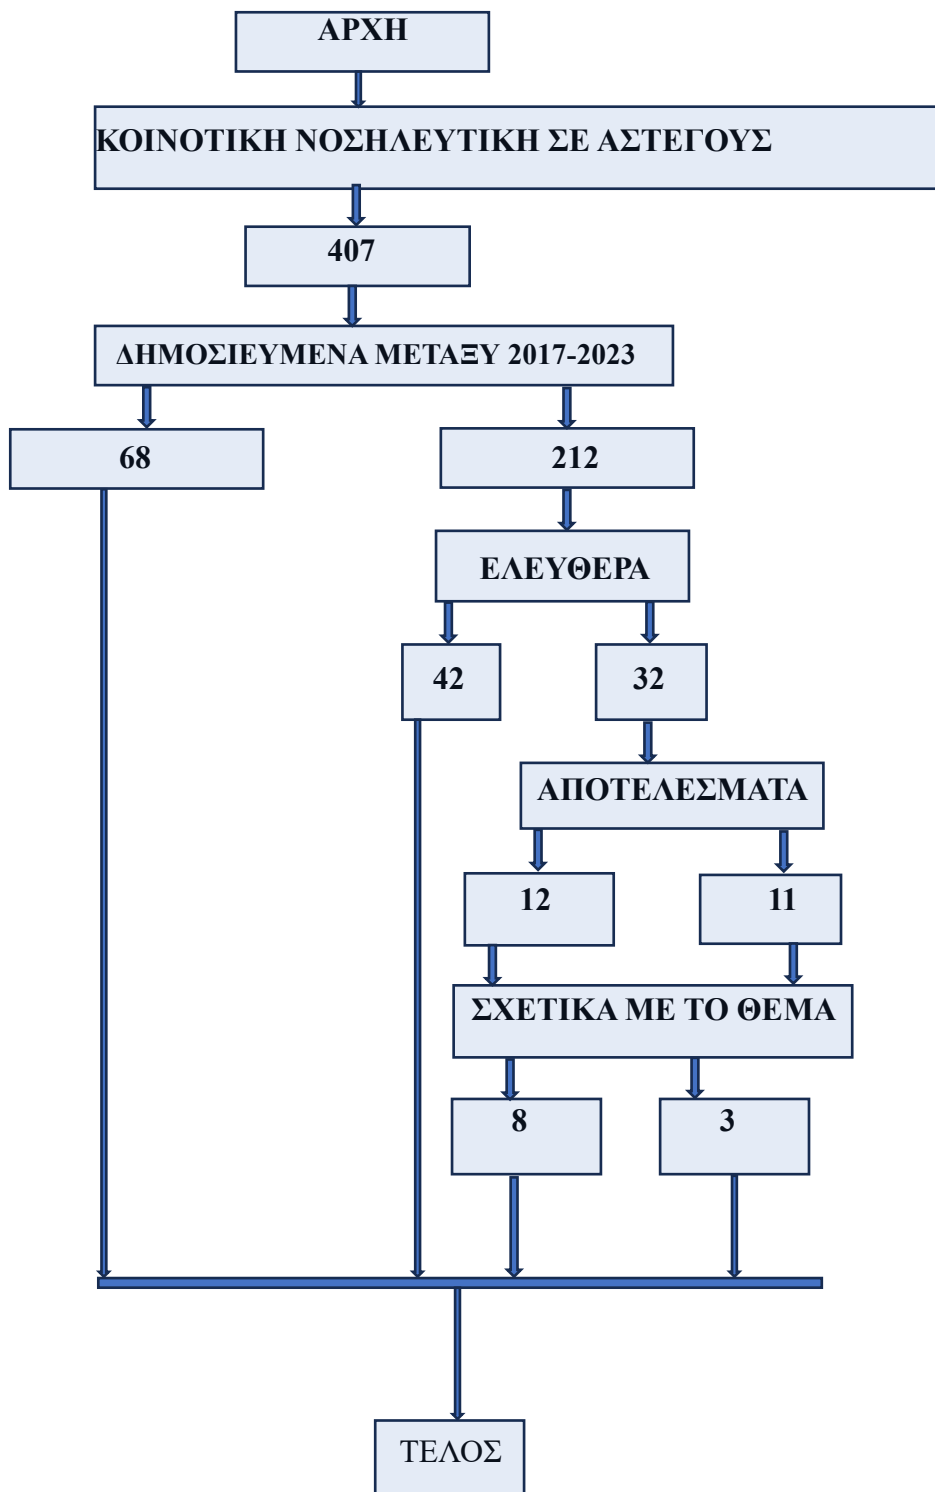 ΑΡΧΗ
ΚΟΙΝΟΤΙΚΗ ΝΟΣΗΛΕΥΤΙΚΗ ΣΕ ΑΣΤΕΓΟΥΣ
407
ΔΗΜΟΣΙΕΥΜΕΝΑ ΜΕΤΑΞΥ 2017-2023
68
212
ΕΛΕΥΘΕΡΑ
42
32
ΑΠΟΤΕΛΕΣΜΑΤΑ
12
11
ΣΧΕΤΙΚΑ ΜΕ ΤΟ ΘΕΜΑ
8
3
ΤΕΛΟΣ